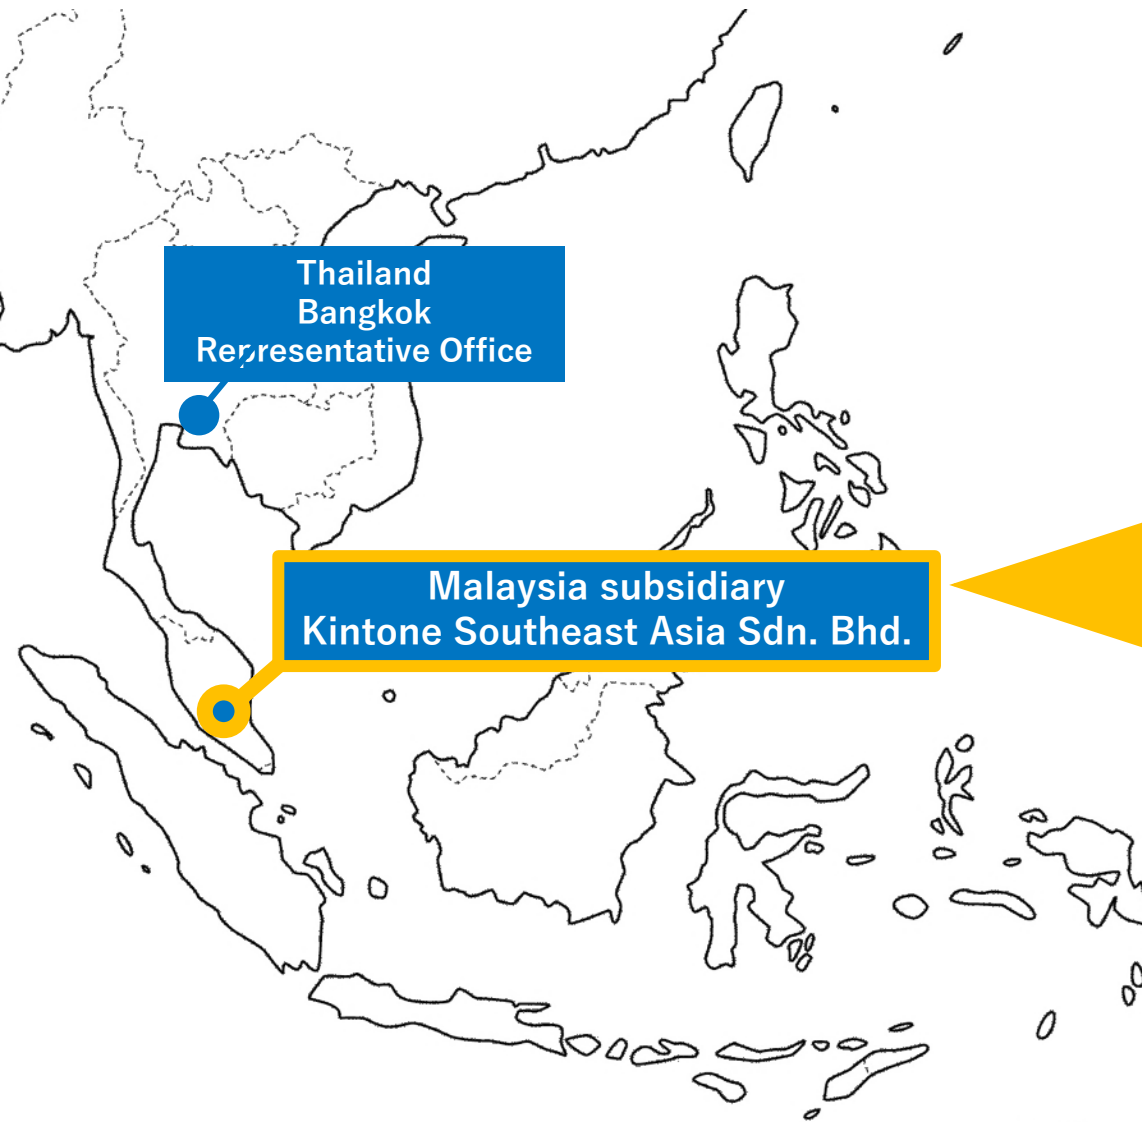 Thailand
Bangkok
Representative Office
Malaysia subsidiary
Kintone Southeast Asia Sdn. Bhd.